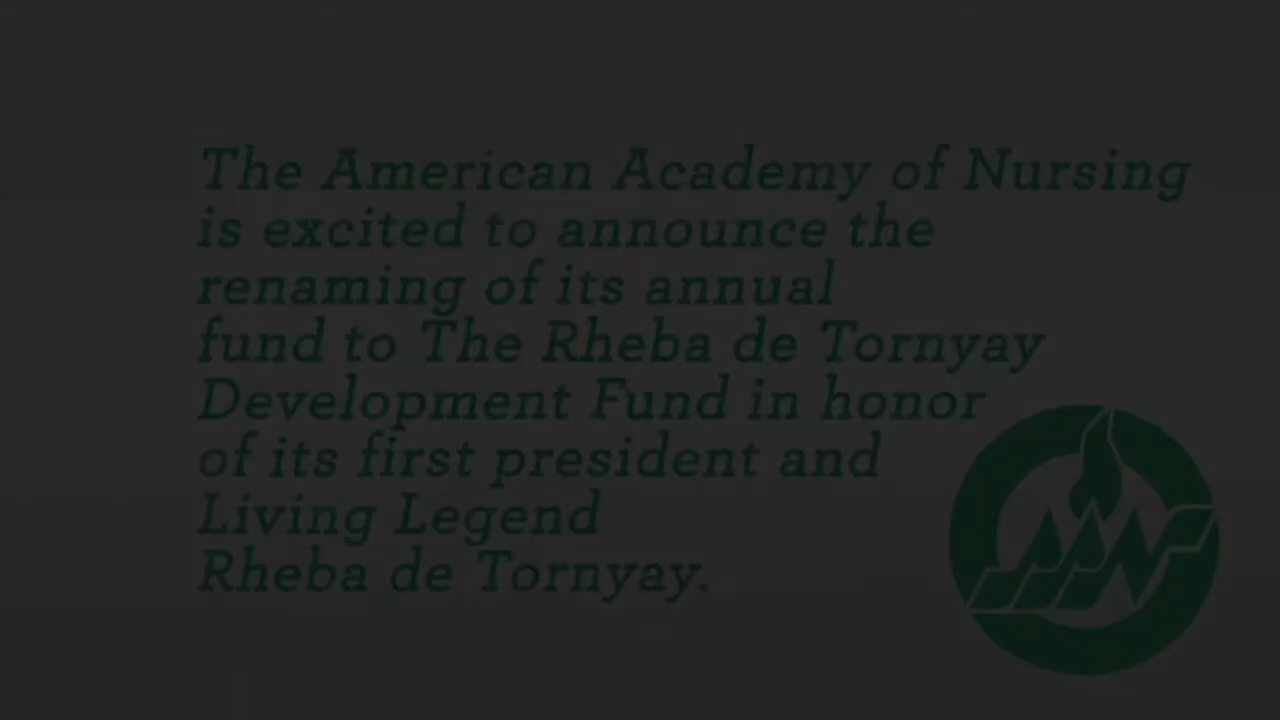 The American Academy of Nursing
is excited to announce the
renaming of its annual
fund to The Rheba de Tornyay
Development Fund in honor
of its first president and
Living Legend
Rheba de Tornyay.